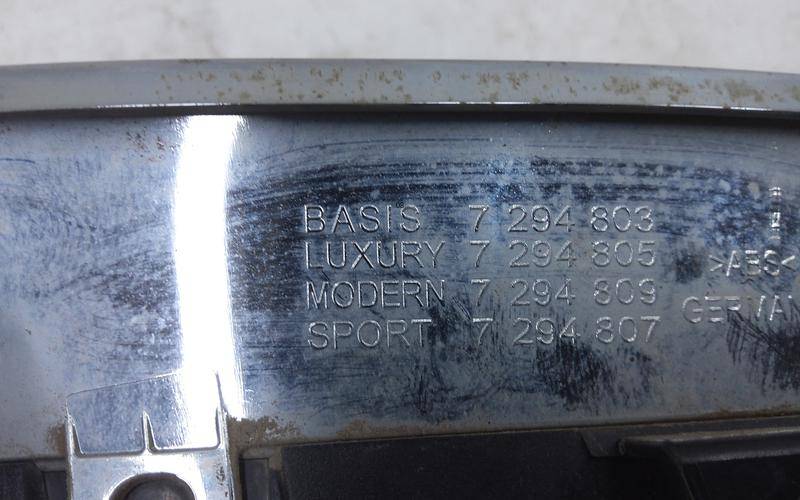 BASIS 7 294 803
LUXURY 7 294 805
MODERN 7 294 809
SPORT 7 294 807
>ABS<